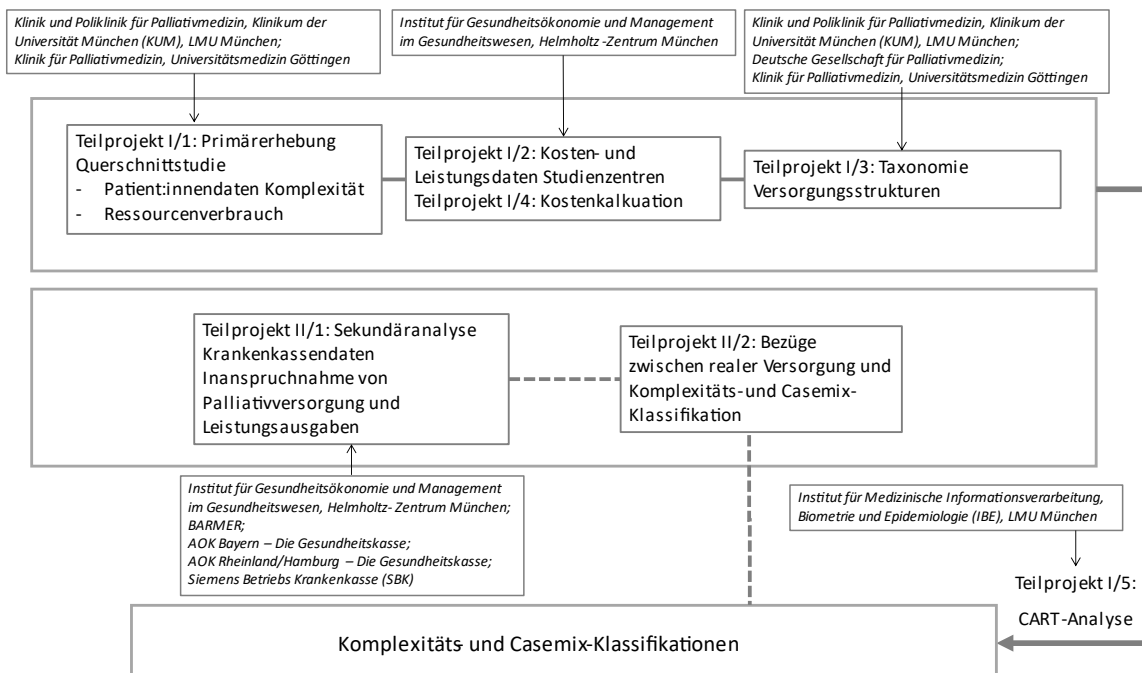 Klinik und Poliklinik für Palliativmedizin, Klinikum der
Universität München (KUM), LMU München;
Klinik für Palliativmedizin, Universitätsmedizin Göttingen
Institut für Gesundheitsökonomie und Management
im Gesundheitswesen, Helmholtz-Zentrum München
Klinik und Poliklinik für Palliativmedizin, Klinikum der
Universität München (KUM), LMU München;
Deutsche Gesellschaft für Palliativmedizin;
Klinik für Palliativmedizin, Universitätsmedizin Göttingen
Teilprojekt I/1: Primärerhebung
Querschnittstudie
- Patient:innendaten Komplexität
- Ressourcenverbrauch
Teilprojekt I/2: Kosten- und
Leistungsdaten Studienzentren
Teilprojekt I/4: Kostenkalkuation
Teilprojekt I/3: Taxonomie
Versorgungsstrukturen
Teilprojekt II/1: Sekundäranalyse
Krankenkassendaten
Inanspruchnahme von
Palliativversorgung und
Leistungsausgaben
Teilprojekt II/2: Bezüge
zwischen realer Versorgung und
Komplexitäts-und Casemix-
Klassifikation
Institut für Gesundheitsökonomie und Management
im Gesundheitswesen, Helmholtz- Zentrum München;
BARMER;
AOK Bayern – Die Gesundheitskasse;
AOK Rheinland/Hamburg – Die Gesundheitskasse;
Siemens Betriebs Krankenkasse (SBK)
Institut für Medizinische Informationsverarbeitung,
Biometrie und Epidemiologie (IBE), LMU München
Teilprojekt I/5:
CART-Analyse
Komplexitäts- und Casemix-Klassifikationen